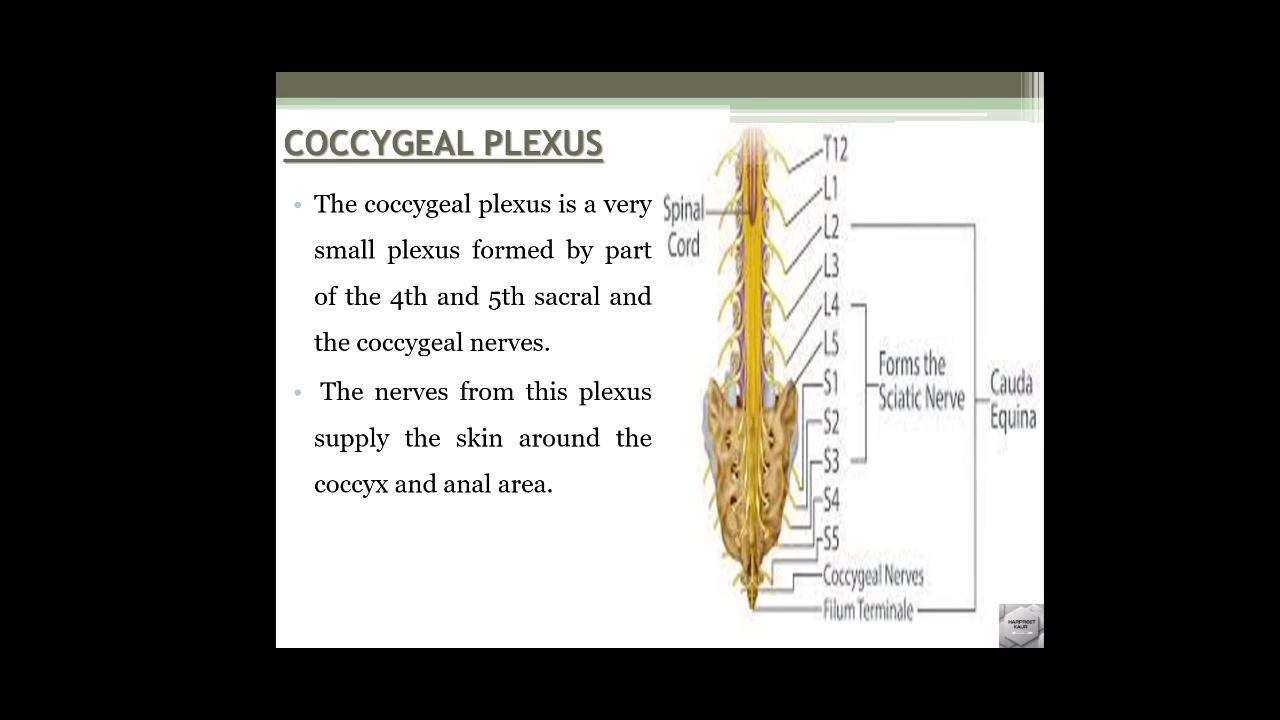 COCCYGEAL PLEXUS
• The coccygeal plexus is a very
small plexus formed by part
of the 4th and 5th sacral and
the coccygeal nerves.
• The nerves from this plexus
supply the skin around the
coccyx and anal area.
T12
L1
Spinal
Cord
L2
L3
L4
L5
S1
S2
S3
S4
S5
Forms the
Sciatic Nerve
Cauda
Equina
Coccygeal Nerves
Filum Terminale
HARPREET
KAUR